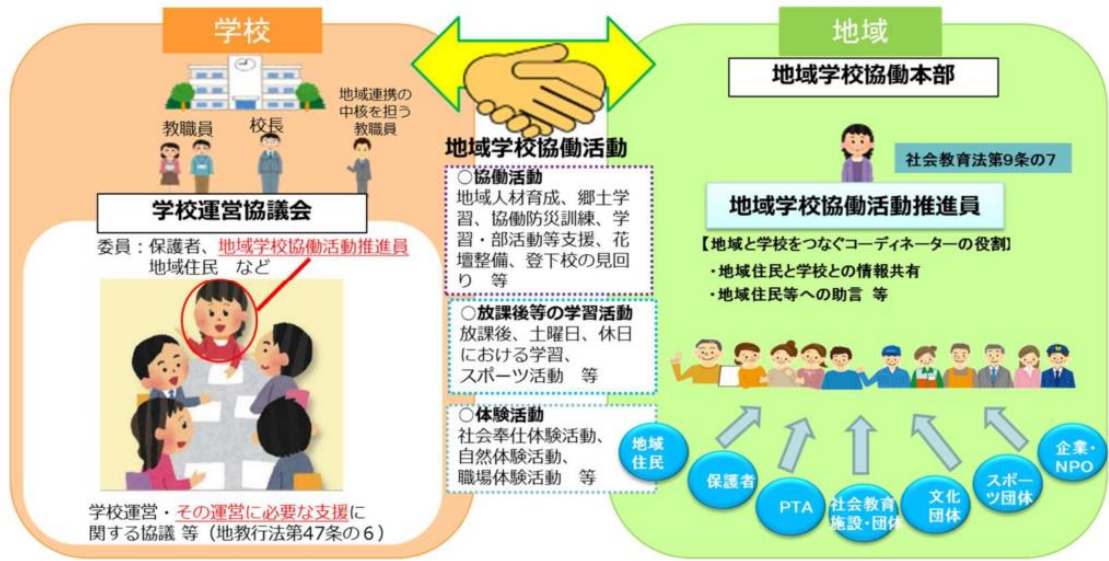 学校
地域連携の
中核を担う
教職員
教職員
校長
学校運営協議会
委員：保護者、地域学校協働活動推進員
地域住民　など
学校運営・その運営に必要な支援に
関する協議 等（地教行法第47条の６）
地域学校協働活動
○協働活動
地域人材育成、郷土学
習、協働防災訓練、学
習・部活動等支援、花
壇整備、登下校の見回
り　等
○放課後等の学習活動
放課後、土曜日、休日
における学習、
スポーツ活動　等
○体験活動
社会奉仕体験活動、
自然体験活動、
職場体験活動　等
地域
地域学校協働本部
社会教育法第9条の7
地域学校協働活動推進員
【地域と学校をつなぐコーディネーターの役割】
・地域住民と学校との情報共有
・地域住民等への助言 等
地域
住民
保護者
PTA
社会教育
施設・団体
文化
団体
スポー
ツ団体
企業・
NPO